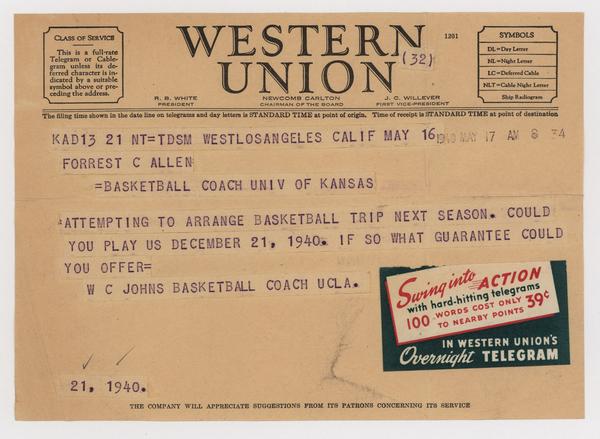 CLASS OF SERVICE
This is a full-rate
Telegram or Cable-
gram unless its de-
ferred character is in-
dicated by a suitable
symbol above or pre-
ceding the address.
WESTERN
UNION
(32)
1201
R. B. WHITE
PRESIDENT
NEWCOMB CARLTON
CHAIRMAN OF THE BOARD
J. C. WILLEVER
FIRST VICE-PRESIDENT
SYMBOLS
DL=Day Letter
NL=Night Letter
LC=Deferred Cable
NLT=Cable Night Letter
Ship Radiogram
The filing time shown in the date line on telegrams and day letters is STANDARD TIME at point of origin. Time of receipt is STANDARD TIME at point of destination
KAD13 21 NT=TDSM WESTLOSANGELES CALIF MAY 16
1940 MAY 17 AM 8 34
FORREST C ALLEN
=BASKETBALL COACH UNIV OF KANSAS
ATTEMPTING TO ARRANGE BASKETBALL TRIP NEXT SEASON. COULD
YOU PLAY US DECEMBER 21, 1940. IF SO WHAT GUARANTEE COULD
YOU OFFER=
W C JOHNS BASKETBALL COACH UCLA.
Swing into ACTION
with hard-hitting telegrams
100 WORDS COST ONLY 39¢
TO NEARBY POINTS
IN WESTERN UNION'S
Overnight TELEGRAM
21, 1940.
THE COMPANY WILL APPRECIATE SUGGESTIONS FROM ITS PATRONS CONCERNING ITS SERVICE